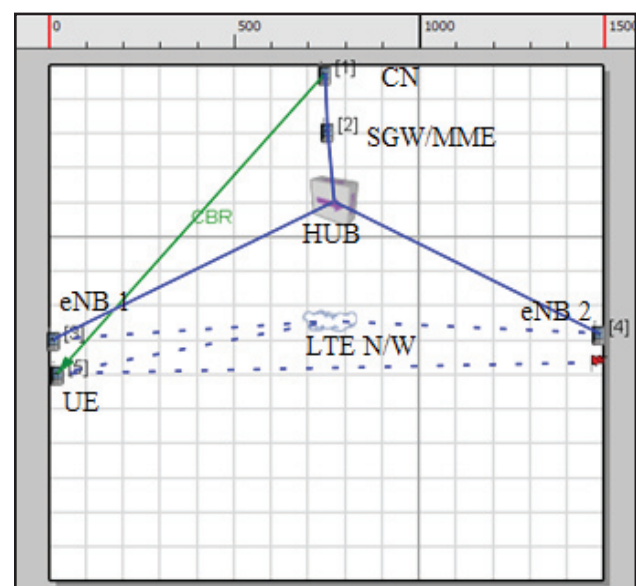 0 500 1000 1500
[1] CN
[2] SGW/MME
CBR
HUB
eNB 1
eNB 2
[3]
[4]
LTE N/W
[5]
UE